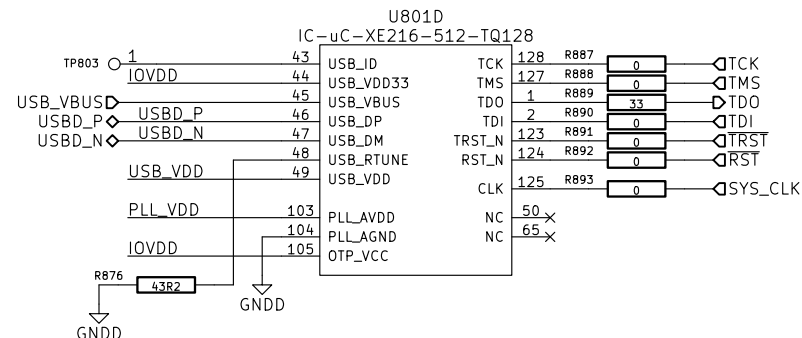 U801D
IC-uC-XE216-512-TQ128
TP803 1 43 USB_ID TCK 128 R887 0 TCK
IOVDD 44 USB_VDD33 TMS 127 R888 0 TMS
USB_VBUS 45 USB_VBUS TDO 1 R889 33 TDO
USBD_P USBD_P 46 USB_DP TDI 2 R890 0 TDI
USBD_N USBD_N 47 USB_DM TRST_N 123 R891 0 TRST
48 USB_RTUNE RST_N 124 R892 0 RST
USB_VDD 49 USB_VDD
CLK 125 R893 0 SYS_CLK
PLL_VDD 103 PLL_AVDD NC 50
104 PLL_AGND NC 65
IOVDD 105 OTP_VCC
R876 43R2
GNDD
GNDD